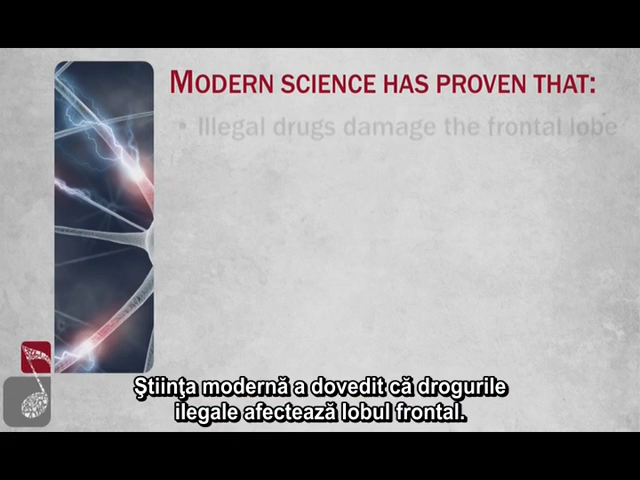 MODERN SCIENCE HAS PROVEN THAT:
• Illegal drugs damage the frontal lobe
Ştiinţa modernă a dovedit că drogurile
ilegale afectează lobul frontal.